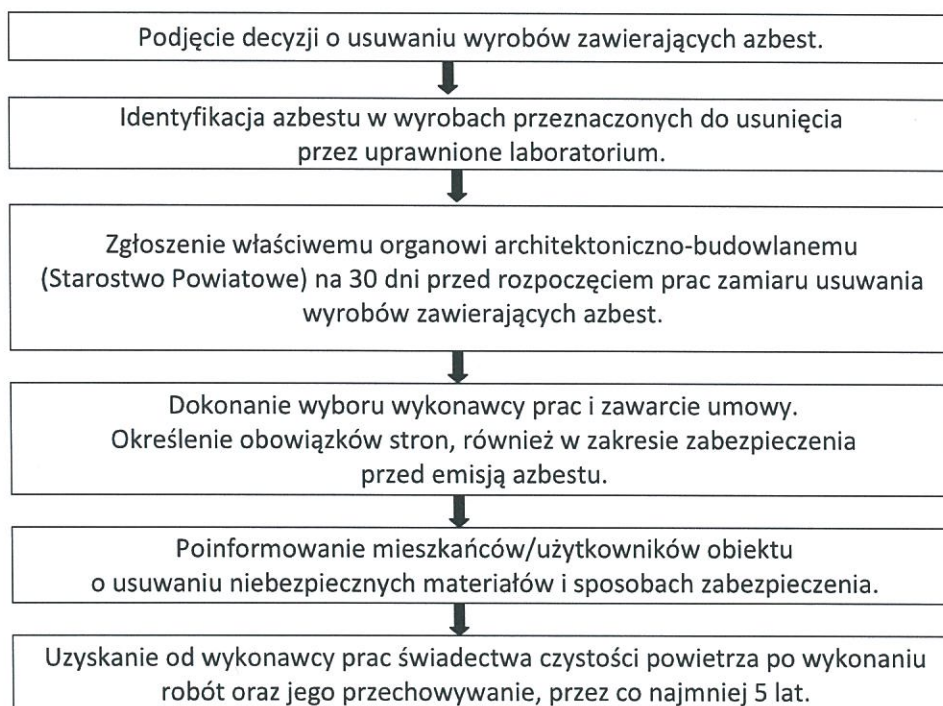 Podjęcie decyzji o usuwaniu wyrobów zawierających azbest.
Identyfikacja azbestu w wyrobach przeznaczonych do usunięcia
przez uprawnione laboratorium.
Zgłoszenie właściwemu organowi architektoniczno-budowlanemu
(Starostwo Powiatowe) na 30 dni przed rozpoczęciem prac zamiaru usuwania
wyrobów zawierających azbest.
Dokonanie wyboru wykonawcy prac i zawarcie umowy.
Określenie obowiązków stron, również w zakresie zabezpieczenia
przed emisją azbestu.
Poinformowanie mieszkańców/użytkowników obiektu
o usuwaniu niebezpiecznych materiałów i sposobach zabezpieczenia.
Uzyskanie od wykonawcy prac świadectwa czystości powietrza po wykonaniu
robót oraz jego przechowywanie, przez co najmniej 5 lat.